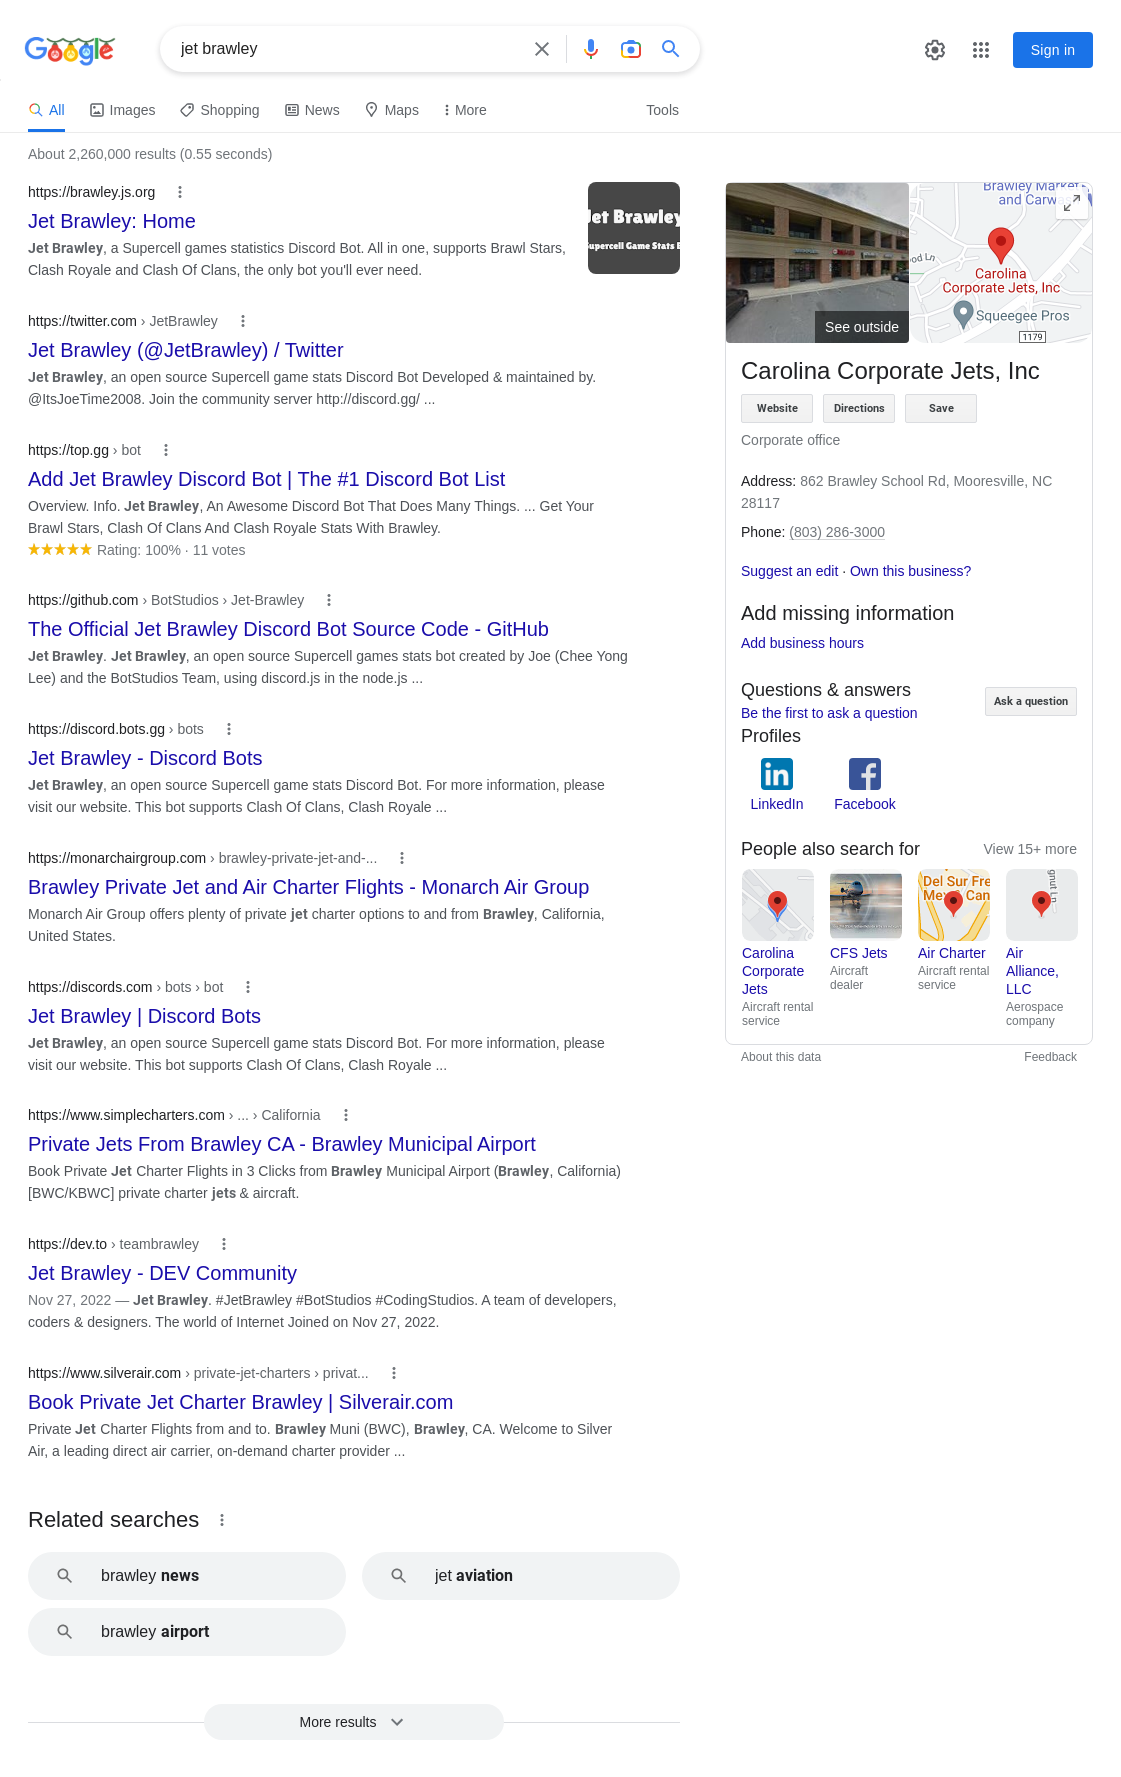 Google
jet brawley
Sign in
All
Images
Shopping
News
Maps
More
Tools
About 2,260,000 results (0.55 seconds)
https://brawley.js.org
Jet Brawley: Home
Jet Brawley, a Supercell games statistics Discord Bot. All in one, supports Brawl Stars,
Clash Royale and Clash Of Clans, the only bot you'll ever need.
Jet Brawley
Supercell Game Stats
https://twitter.com › JetBrawley
Jet Brawley (@JetBrawley) / Twitter
Jet Brawley, an open source Supercell game stats Discord Bot Developed & maintained by.
@ItsJoeTime2008. Join the community server http://discord.gg/ ...
https://top.gg › bot
Add Jet Brawley Discord Bot | The #1 Discord Bot List
Overview. Info. Jet Brawley, An Awesome Discord Bot That Does Many Things. ... Get Your
Brawl Stars, Clash Of Clans And Clash Royale Stats With Brawley.
Rating: 100% · 11 votes
https://github.com › BotStudios › Jet-Brawley
The Official Jet Brawley Discord Bot Source Code - GitHub
Jet Brawley. Jet Brawley, an open source Supercell games stats bot created by Joe (Chee Yong
Lee) and the BotStudios Team, using discord.js in the node.js ...
https://discord.bots.gg › bots
Jet Brawley - Discord Bots
Jet Brawley, an open source Supercell game stats Discord Bot. For more information, please
visit our website. This bot supports Clash Of Clans, Clash Royale ...
https://monarchairgroup.com › brawley-private-jet-and-...
Brawley Private Jet and Air Charter Flights - Monarch Air Group
Monarch Air Group offers plenty of private jet charter options to and from Brawley, California,
United States.
https://discords.com › bots › bot
Jet Brawley | Discord Bots
Jet Brawley, an open source Supercell game stats Discord Bot. For more information, please
visit our website. This bot supports Clash Of Clans, Clash Royale ...
https://www.simplecharters.com › ... › California
Private Jets From Brawley CA - Brawley Municipal Airport
Book Private Jet Charter Flights in 3 Clicks from Brawley Municipal Airport (Brawley, California)
[BWC/KBWC] private charter jets & aircraft.
https://dev.to › teambrawley
Jet Brawley - DEV Community
Nov 27, 2022 — Jet Brawley. #JetBrawley #BotStudios #CodingStudios. A team of developers,
coders & designers. The world of Internet Joined on Nov 27, 2022.
https://www.silverair.com › private-jet-charters › privat...
Book Private Jet Charter Brawley | Silverair.com
Private Jet Charter Flights from and to. Brawley Muni (BWC), Brawley, CA. Welcome to Silver
Air, a leading direct air carrier, on-demand charter provider ...
Related searches
brawley news
jet aviation
brawley airport
More results
See outside
Brawley Market
and Carwa
od Ln
Carolina
Corporate Jets, Inc
Squeegee Pros
1179
Carolina Corporate Jets, Inc
Website
Directions
Save
Corporate office
Address: 862 Brawley School Rd, Mooresville, NC
28117
Phone: (803) 286-3000
Suggest an edit · Own this business?
Add missing information
Add business hours
Questions & answers
Be the first to ask a question
Ask a question
Profiles
LinkedIn
Facebook
People also search for
View 15+ more
Del Sur Fre
Mex & Can
gnut Ln
Carolina
Corporate
Jets
Aircraft rental
service
CFS Jets
Aircraft
dealer
Air Charter
Aircraft rental
service
Air
Alliance,
LLC
Aerospace
company
About this data
Feedback